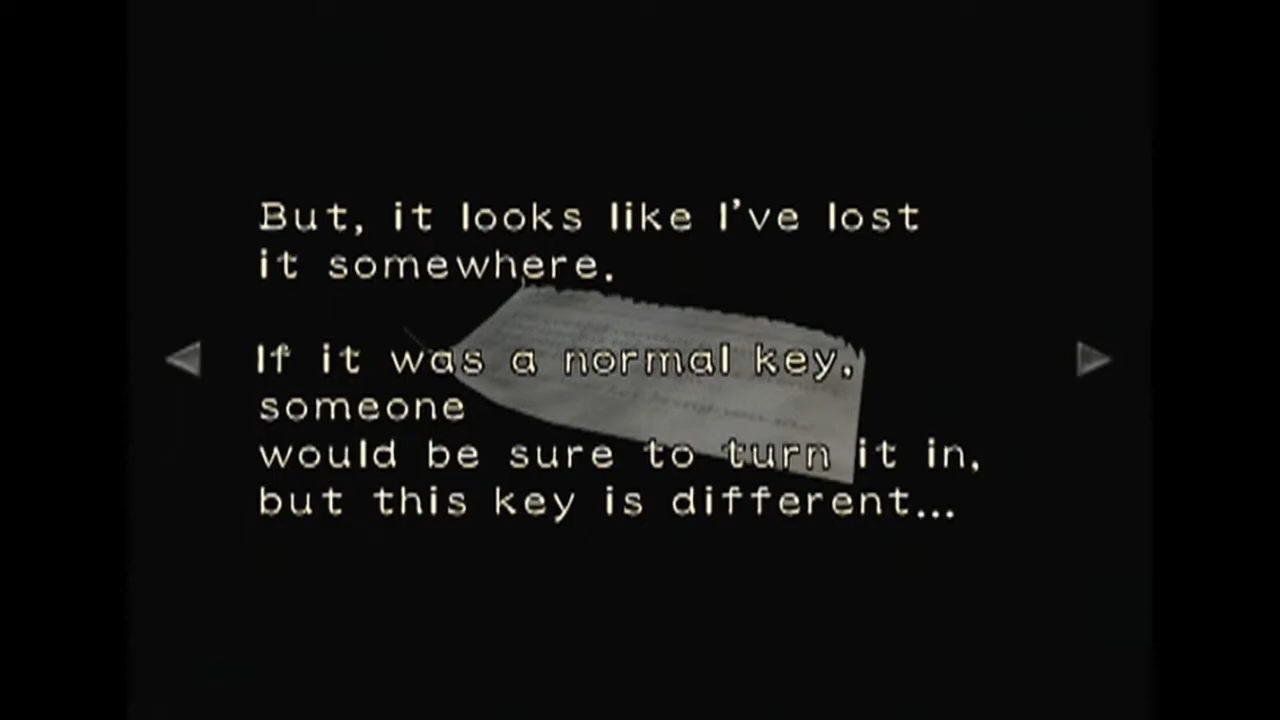 But, it looks like I've lost
it somewhere.
If it was a normal key,
someone
would be sure to turn it in,
but this key is different...